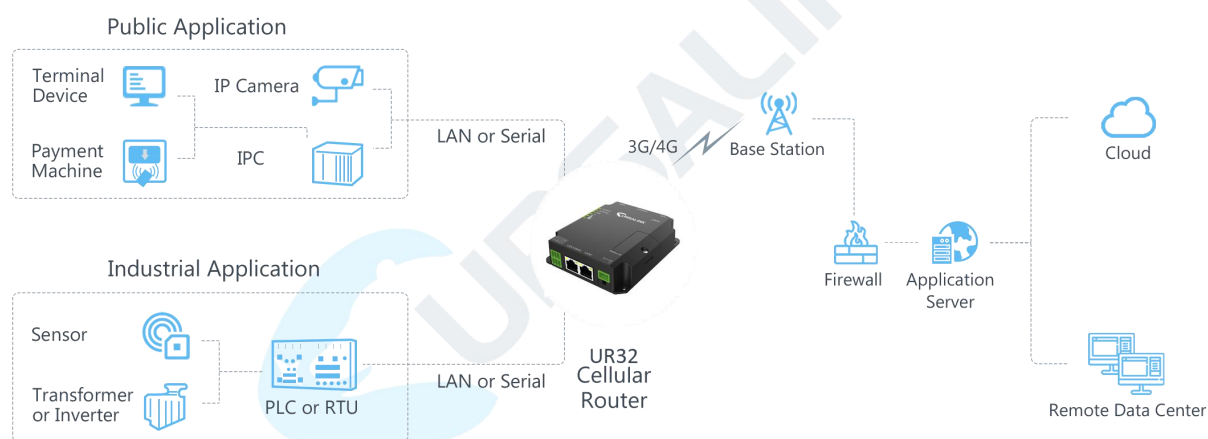 Public Application
Terminal
Device
IP Camera
Payment
Machine
IPC
LAN or Serial
3G/4G
Base Station
Cloud
Firewall
Application
Server
Industrial Application
Sensor
Transformer
or Inverter
PLC or RTU
LAN or Serial
UR32
Cellular
Router
Remote Data Center